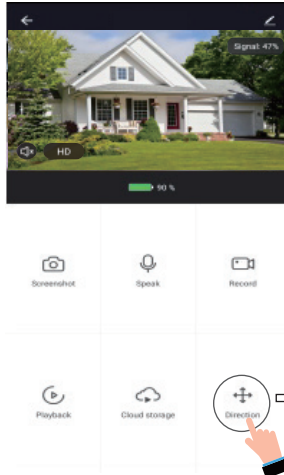 Signal: 47%
HD
90 %
Screenshot
Speak
Record
Playback
Cloud storage
Direction